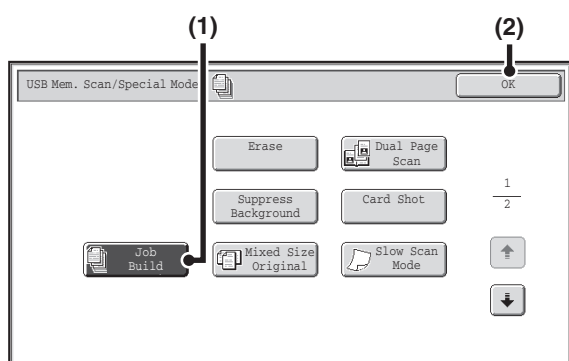 (1)
(2)
USB Mem. Scan/Special Mode
OK
Erase
Dual Page
Scan
Suppress
Background
Card Shot
1
2
Job
Build
Mixed Size
Original
Slow Scan
Mode